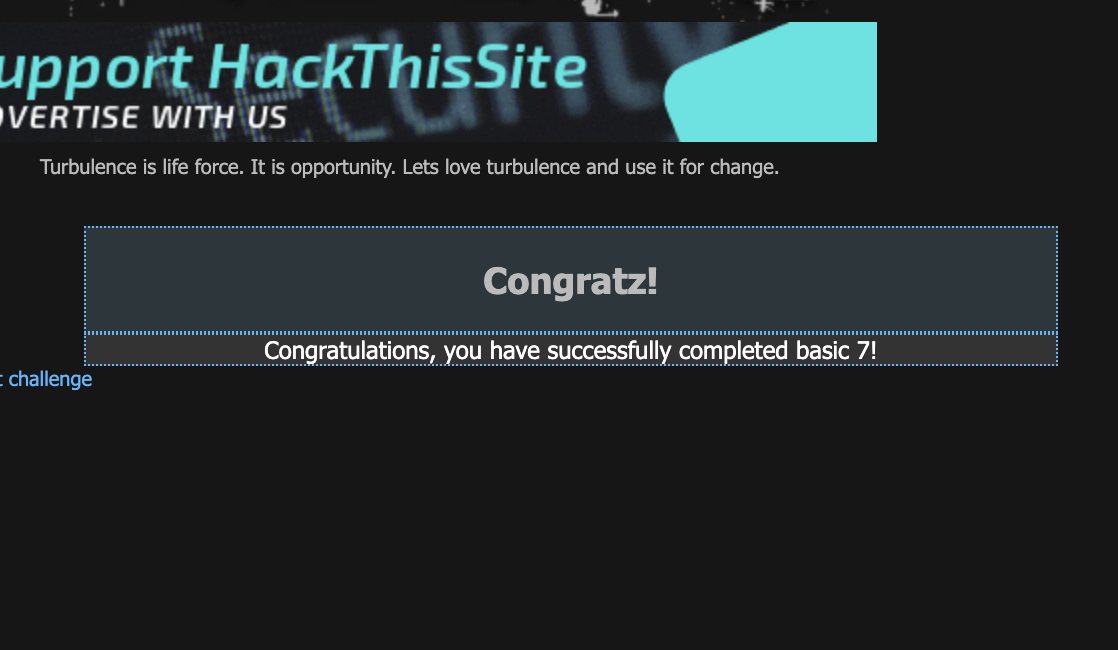 upport HackThisSite
DVERTISE WITH US
Security
Turbulence is life force. It is opportunity. Lets love turbulence and use it for change.
Congratz!
Congratulations, you have successfully completed basic 7!
t challenge